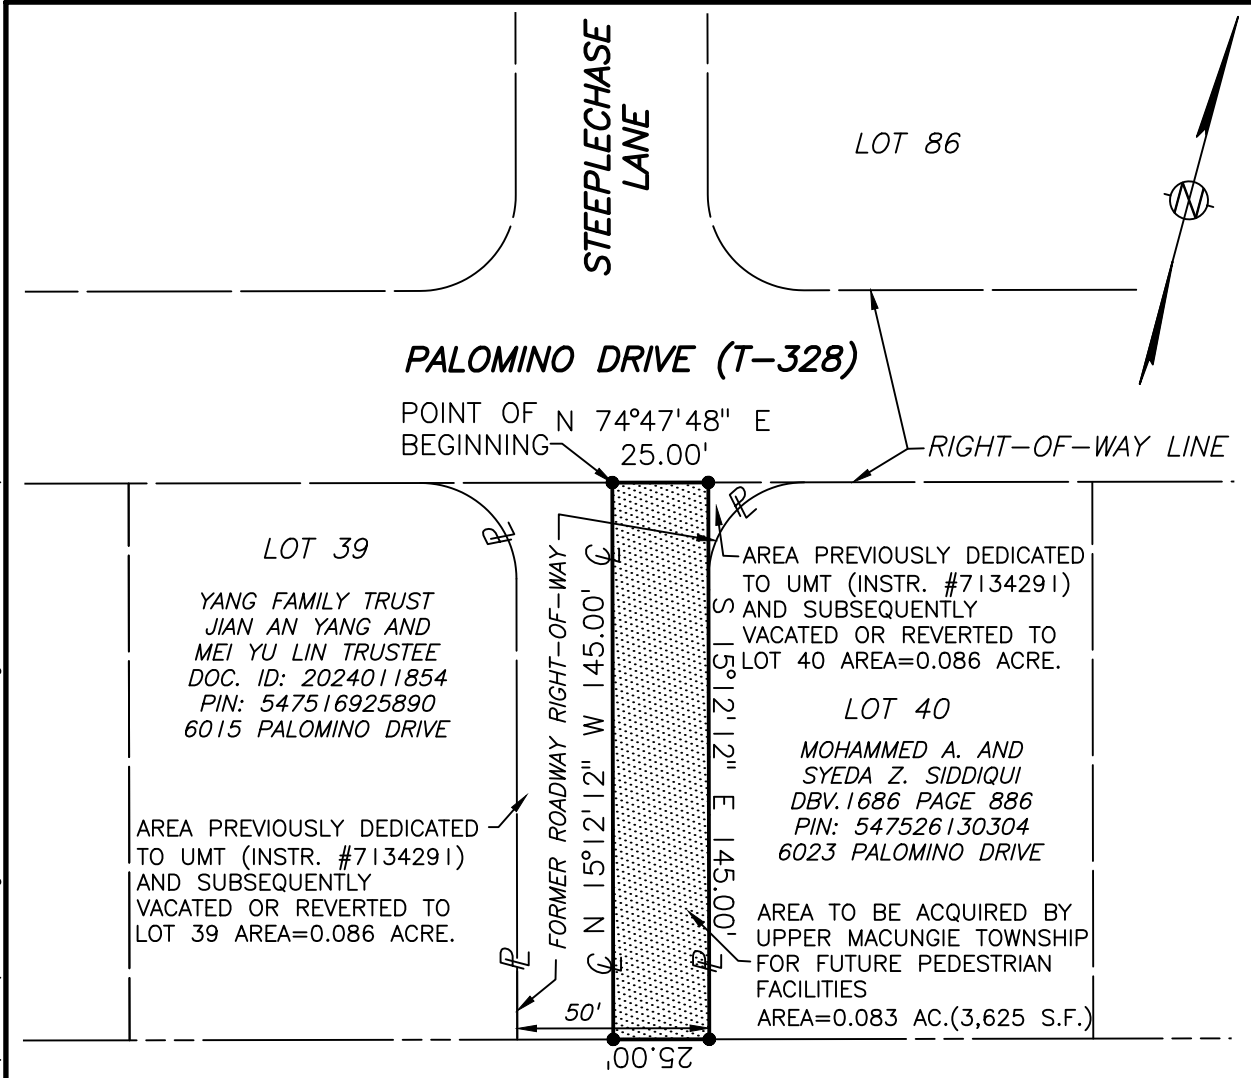 STEEPLECHASE
LANE
LOT 86
N
PALOMINO DRIVE (T-328)
POINT OF
BEGINNING
N 74°47'48" E
25.00'
RIGHT-OF-WAY LINE
LOT 39
YANG FAMILY TRUST
JIAN AN YANG AND
MEI YU LIN TRUSTEE
DOC. ID: 2024011854
PIN: 547516925890
6015 PALOMINO DRIVE
AREA PREVIOUSLY DEDICATED
TO UMT (INSTR. #7134291)
AND SUBSEQUENTLY
VACATED OR REVERTED TO
LOT 39 AREA=0.086 ACRE.
PL
PL
FORMER ROADWAY RIGHT-OF-WAY
CL
N 15°12'12" W 145.00'
CL
S 15°12'12" E 145.00'
PL
PL
AREA PREVIOUSLY DEDICATED
TO UMT (INSTR. #7134291)
AND SUBSEQUENTLY
VACATED OR REVERTED TO
LOT 40 AREA=0.086 ACRE.
LOT 40
MOHAMMED A. AND
SYEDA Z. SIDDIQUI
DBV.1686 PAGE 886
PIN: 547526130304
6023 PALOMINO DRIVE
AREA TO BE ACQUIRED BY
UPPER MACUNGIE TOWNSHIP
FOR FUTURE PEDESTRIAN
FACILITIES
AREA=0.083 AC.(3,625 S.F.)
50'
25.00'